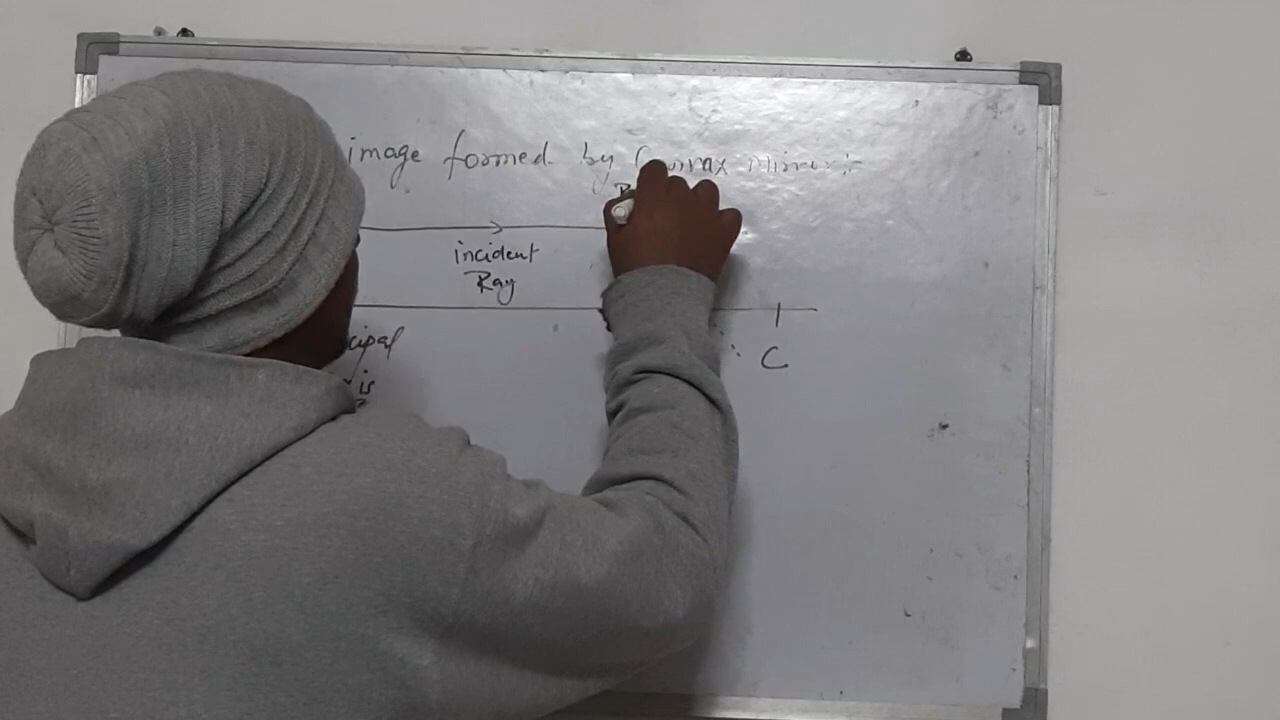 image formed by Convax mirror :-
incident
Ray
C
cipal
is